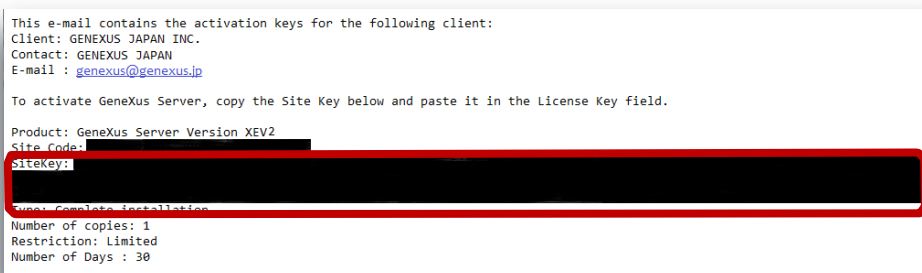 This e-mail contains the activation keys for the following client:
Client: GENEXUS JAPAN INC.
Contact: GENEXUS JAPAN
E-mail : genexus@genexus.jp
To activate GeneXus Server, copy the Site Key below and paste it in the License Key field.
Product: GeneXus Server Version XEV2
Site Code:
SiteKey:
Type: Complete installation
Number of copies: 1
Restriction: Limited
Number of Days : 30